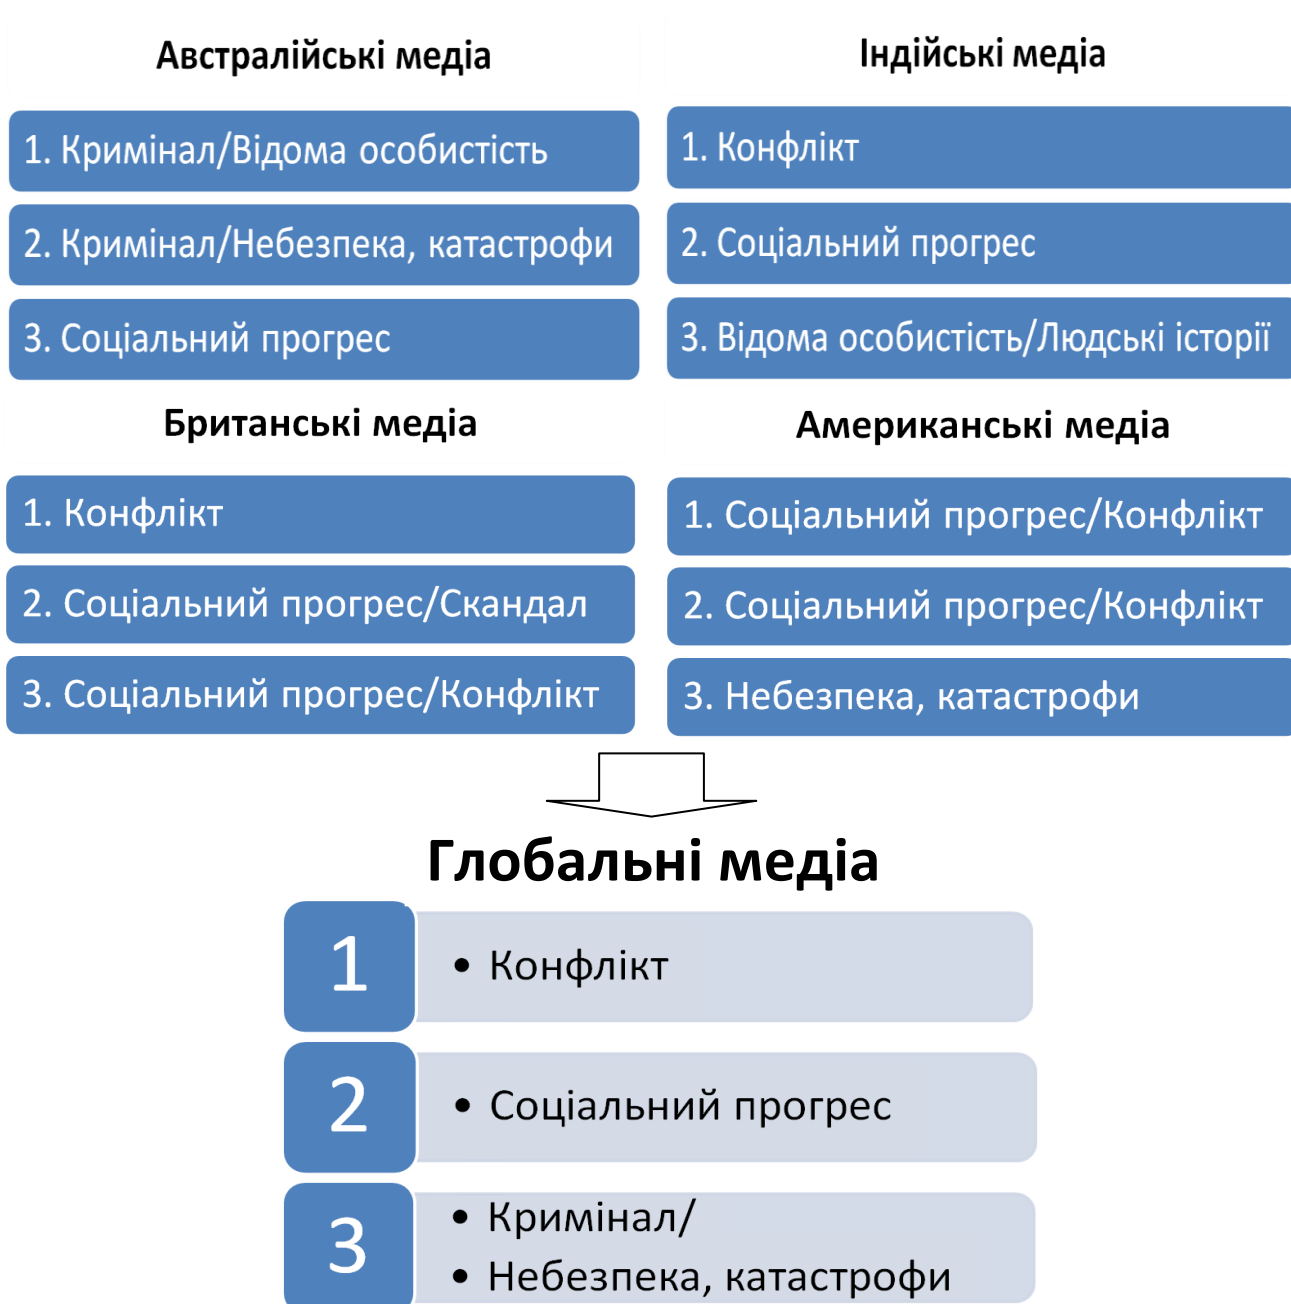 Австралійські медіа
1. Кримінал/Відома особистість
2. Кримінал/Небезпека, катастрофи
3. Соціальний прогрес
Індійські медіа
1. Конфлікт
2. Соціальний прогрес
3. Відома особистість/Людські історії
Британські медіа
1. Конфлікт
2. Соціальний прогрес/Скандал
3. Соціальний прогрес/Конфлікт
Американські медіа
1. Соціальний прогрес/Конфлікт
2. Соціальний прогрес/Конфлікт
3. Небезпека, катастрофи
Глобальні медіа
1
• Конфлікт
2
• Соціальний прогрес
3
• Кримінал/
• Небезпека, катастрофи